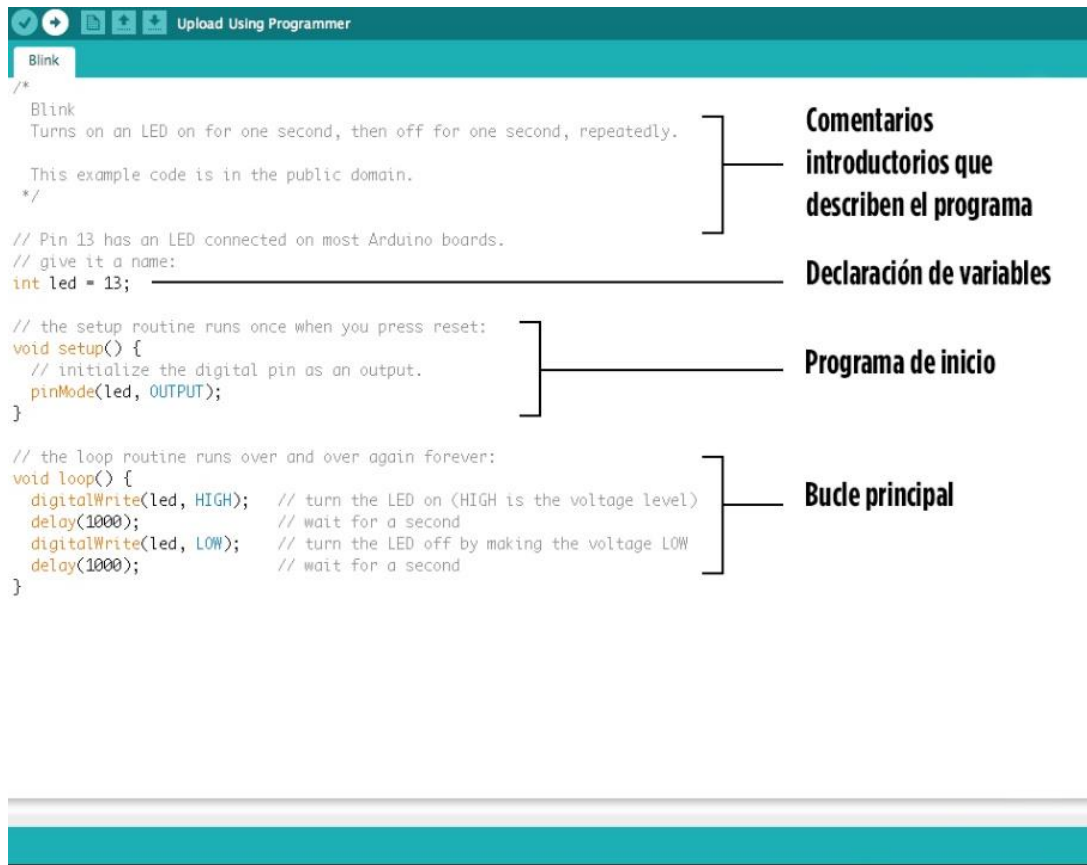 Upload Using Programmer
Blink
/*
Blink
Turns on an LED on for one second, then off for one second, repeatedly.
This example code is in the public domain.
*/
Comentarios
introductorios que
describen el programa
// Pin 13 has an LED connected on most Arduino boards.
// give it a name:
int led = 13;
Declaración de variables
// the setup routine runs once when you press reset:
void setup() {
// initialize the digital pin as an output.
pinMode(led, OUTPUT);
}
Programa de inicio
// the loop routine runs over and over again forever:
void loop() {
digitalWrite(led, HIGH);   // turn the LED on (HIGH is the voltage level)
delay(1000);               // wait for a second
digitalWrite(led, LOW);    // turn the LED off by making the voltage LOW
delay(1000);               // wait for a second
}
Bucle principal